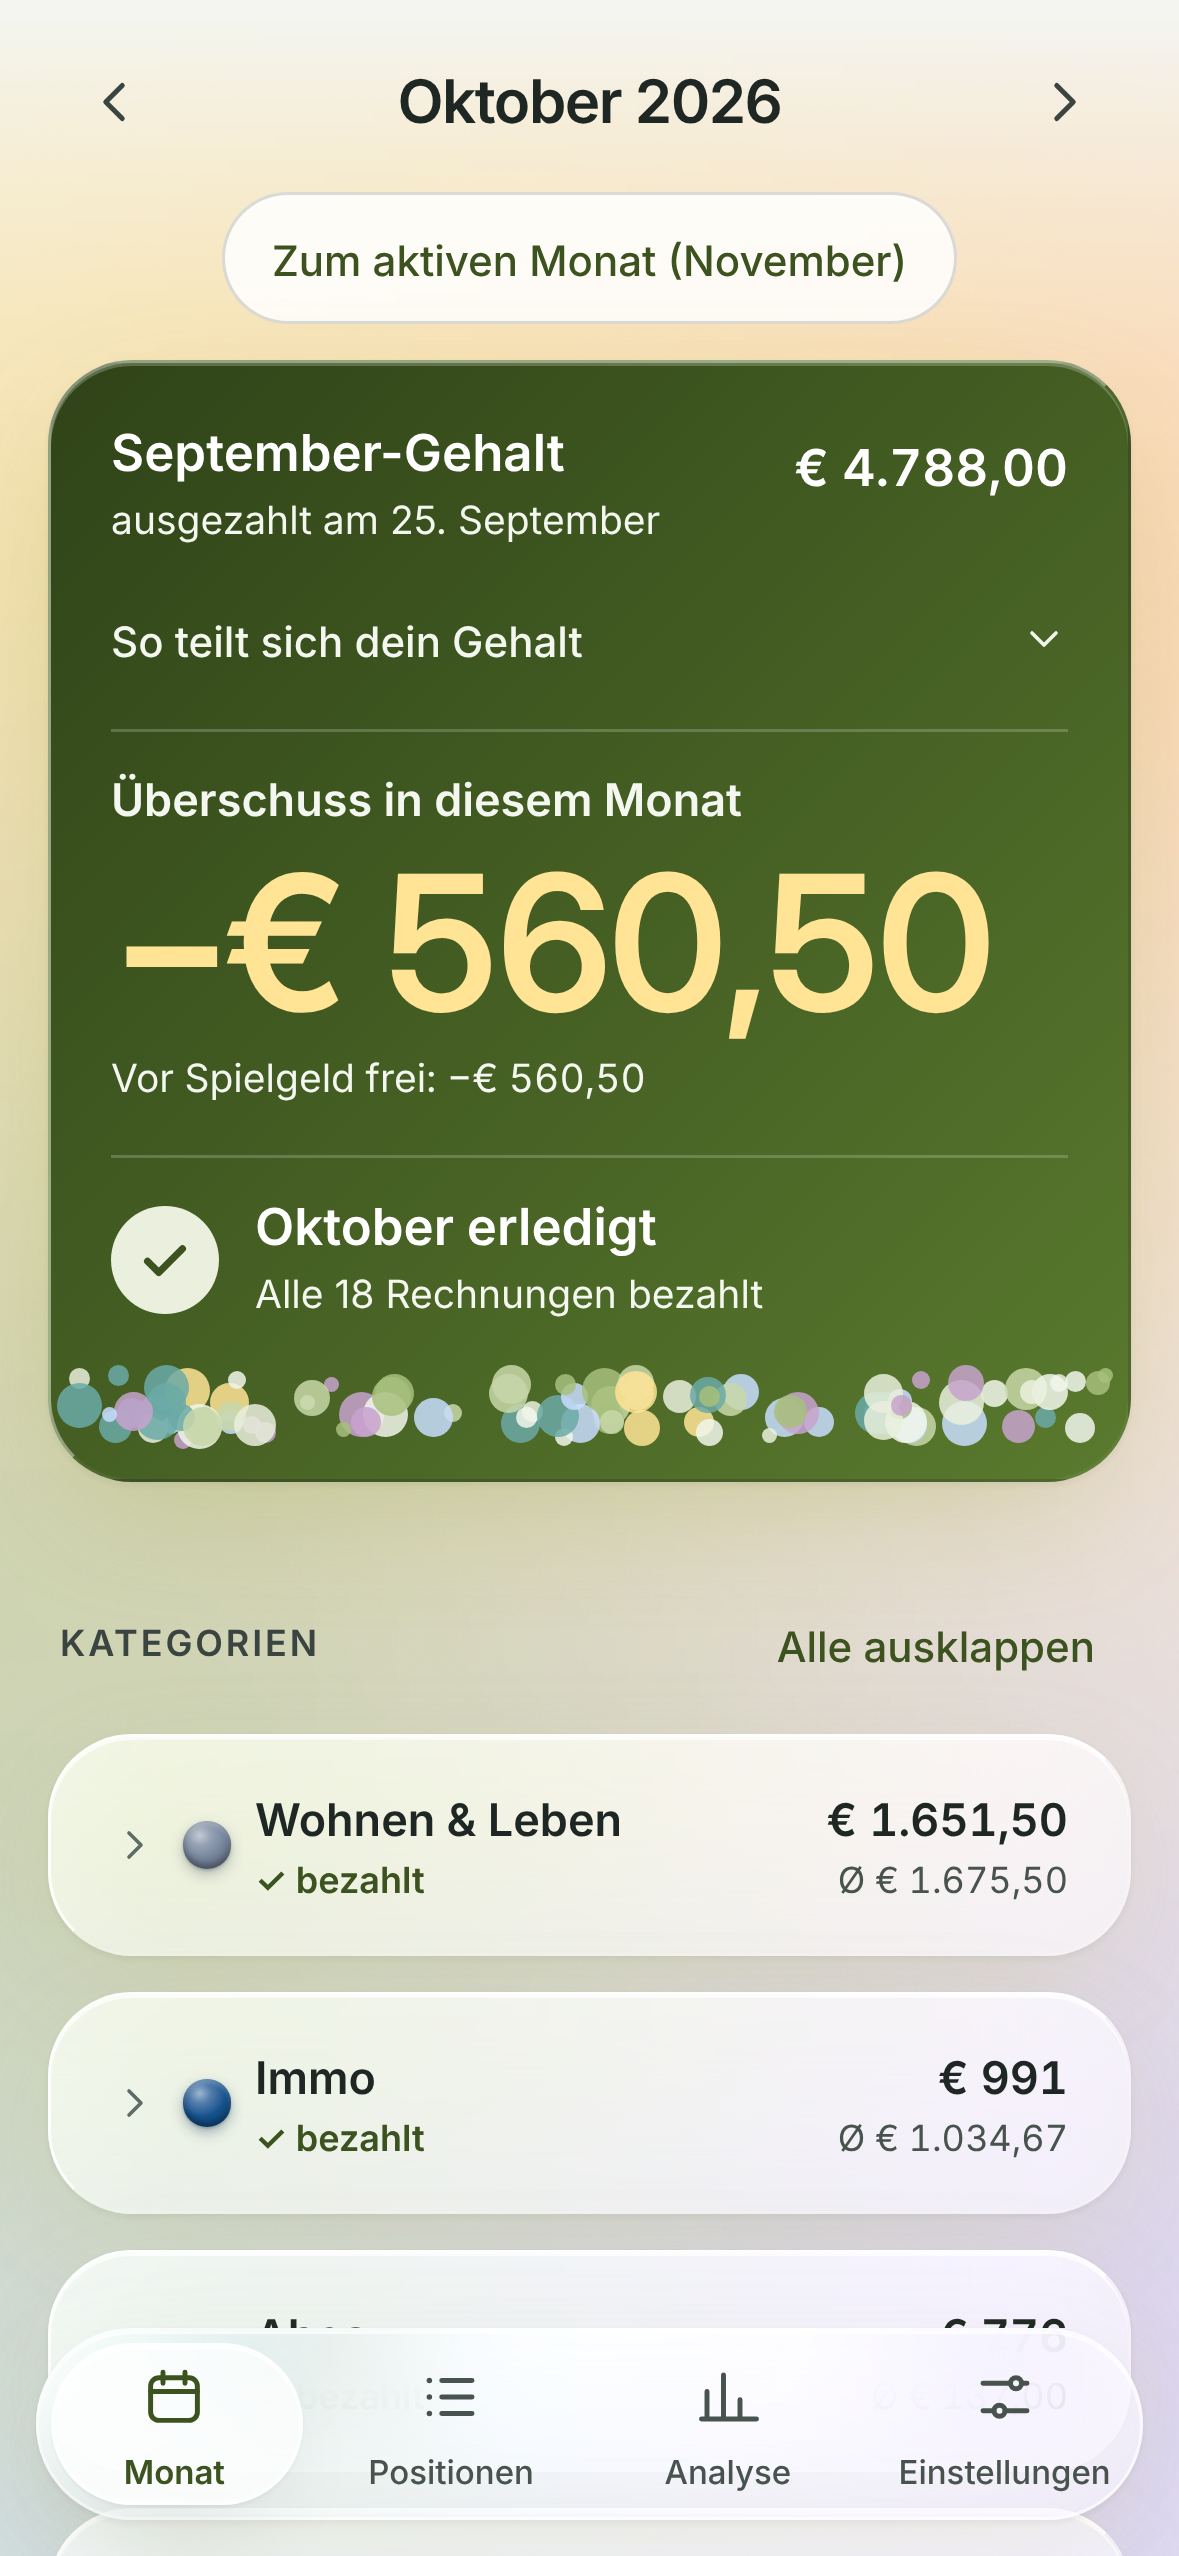 Oktober 2026
Zum aktiven Monat (November)
September-Gehalt
€ 4.788,00
ausgezahlt am 25. September
So teilt sich dein Gehalt
Überschuss in diesem Monat
−€ 560,50
Vor Spielgeld frei: −€ 560,50
Oktober erledigt
Alle 18 Rechnungen bezahlt
KATEGORIEN
Alle ausklappen
Wohnen & Leben
€ 1.651,50
✓ bezahlt
Ø € 1.675,50
Immo
€ 991
✓ bezahlt
Ø € 1.034,67
€ 776
bezahlt
Monat
Positionen
Analyse
Einstellungen